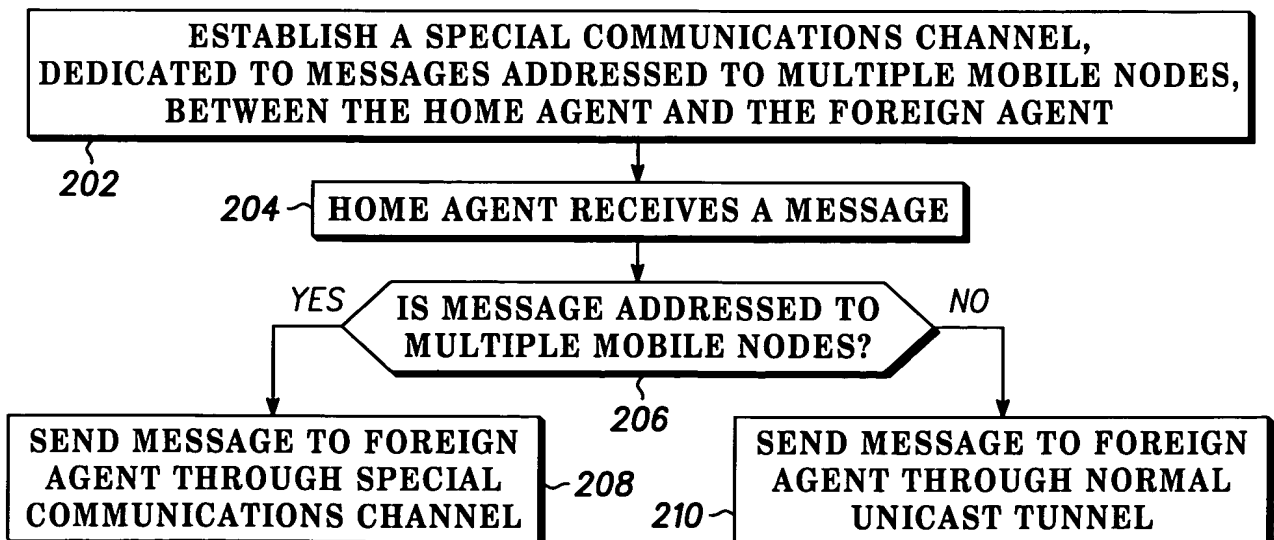 ESTABLISH A SPECIAL COMMUNICATIONS CHANNEL,
DEDICATED TO MESSAGES ADDRESSED TO MULTIPLE MOBILE NODES,
BETWEEN THE HOME AGENT AND THE FOREIGN AGENT
202
204
HOME AGENT RECEIVES A MESSAGE
YES
IS MESSAGE ADDRESSED TO
MULTIPLE MOBILE NODES?
NO
206
SEND MESSAGE TO FOREIGN
AGENT THROUGH SPECIAL
COMMUNICATIONS CHANNEL
208
210
SEND MESSAGE TO FOREIGN
AGENT THROUGH NORMAL
UNICAST TUNNEL